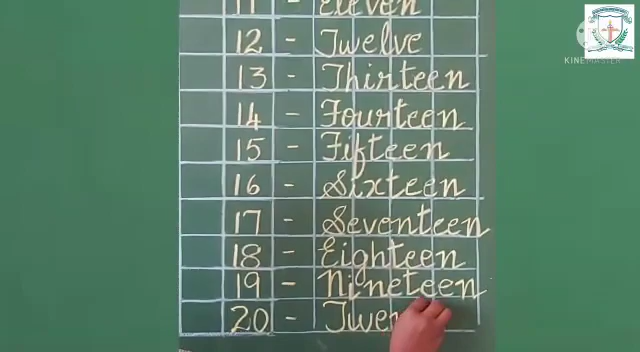 11 - Eleven
12 - Twelve
13 - Thirteen
14 - Fourteen
15 - Fifteen
16 - Sixteen
17 - Seventeen
18 - Eighteen
19 - Nineteen
20 -
KINEMASTER